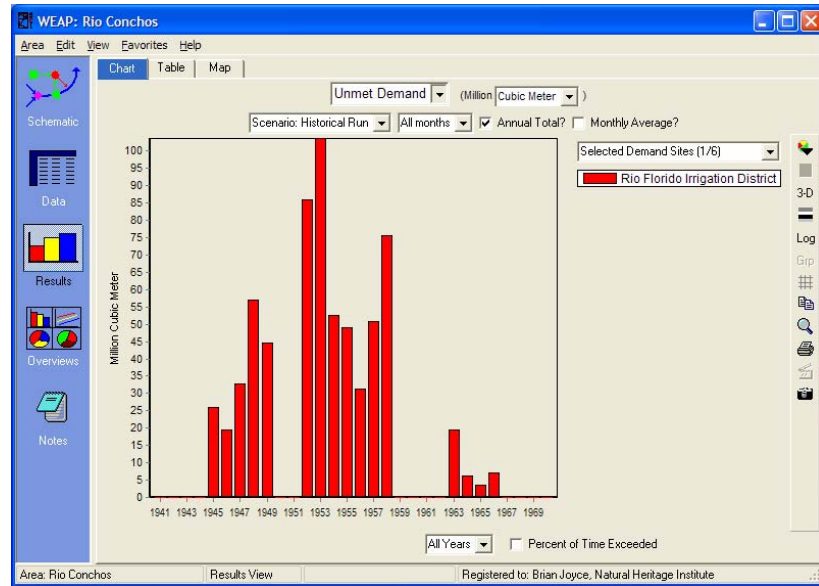 WEAP: Rio Conchos
Area Edit View Favorites Help
Chart Table Map
Unmet Demand (Million Cubic Meter )
Scenario: Historical Run All months Annual Total? Monthly Average?
Selected Demand Sites (1/6)
Rio Florido Irrigation District
Schematic
Data
Results
Overviews
Notes
Million Cubic Meter
100
95
90
85
80
75
70
65
60
55
50
45
40
35
30
25
20
15
10
5
0
1941 1943 1945 1947 1949 1951 1953 1955 1957 1959 1961 1963 1965 1967 1969
3-D
Log
Grp
All Years Percent of Time Exceeded
Area: Rio Conchos Results View Registered to: Brian Joyce, Natural Heritage Institute